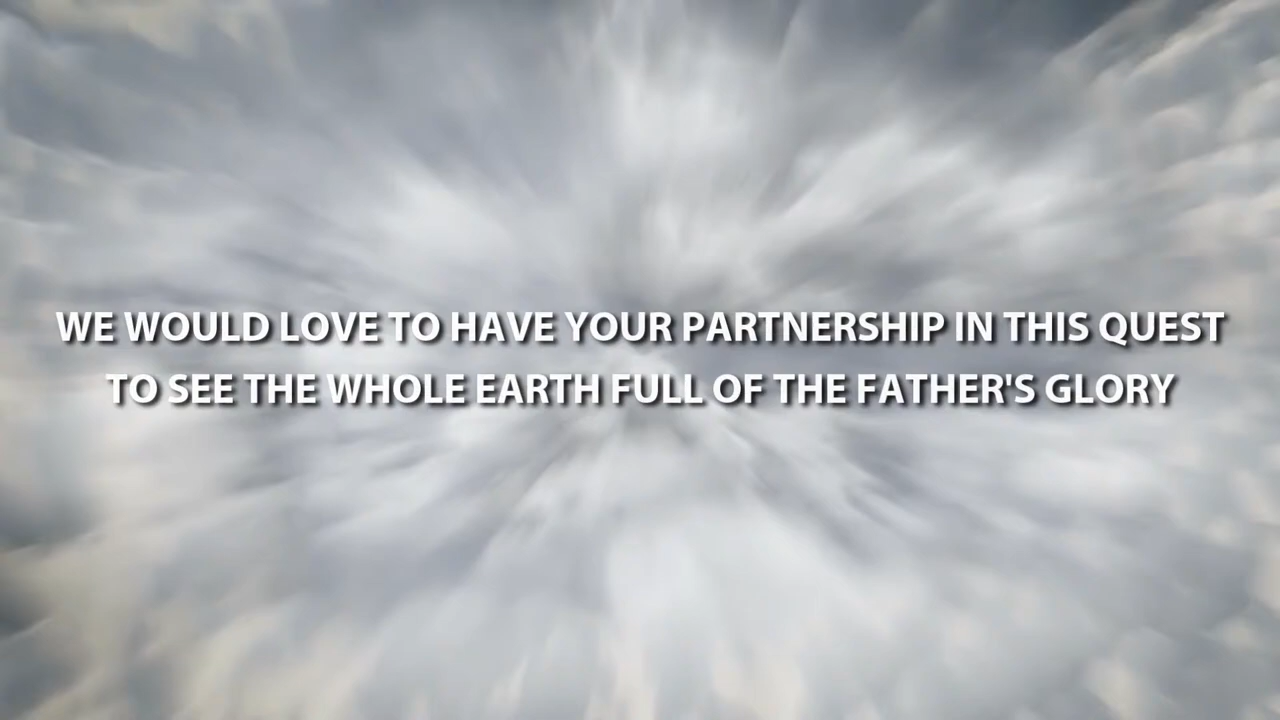 WE WOULD LOVE TO HAVE YOUR PARTNERSHIP IN THIS QUEST
TO SEE THE WHOLE EARTH FULL OF THE FATHER'S GLORY